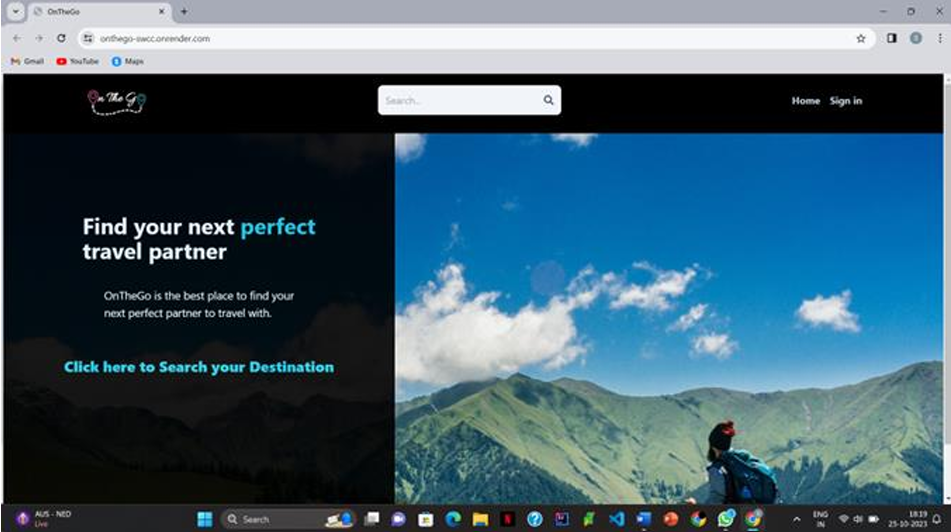 OnTheGo
onthego-swcc.onrender.com
Gmail YouTube Maps
On The Go
Search...
Home Sign in
Find your next perfect
travel partner
OnTheGo is the best place to find your
next perfect partner to travel with.
Click here to Search your Destination
AUS - NED
Live
Search
ENG
IN
18:19
25-10-2023